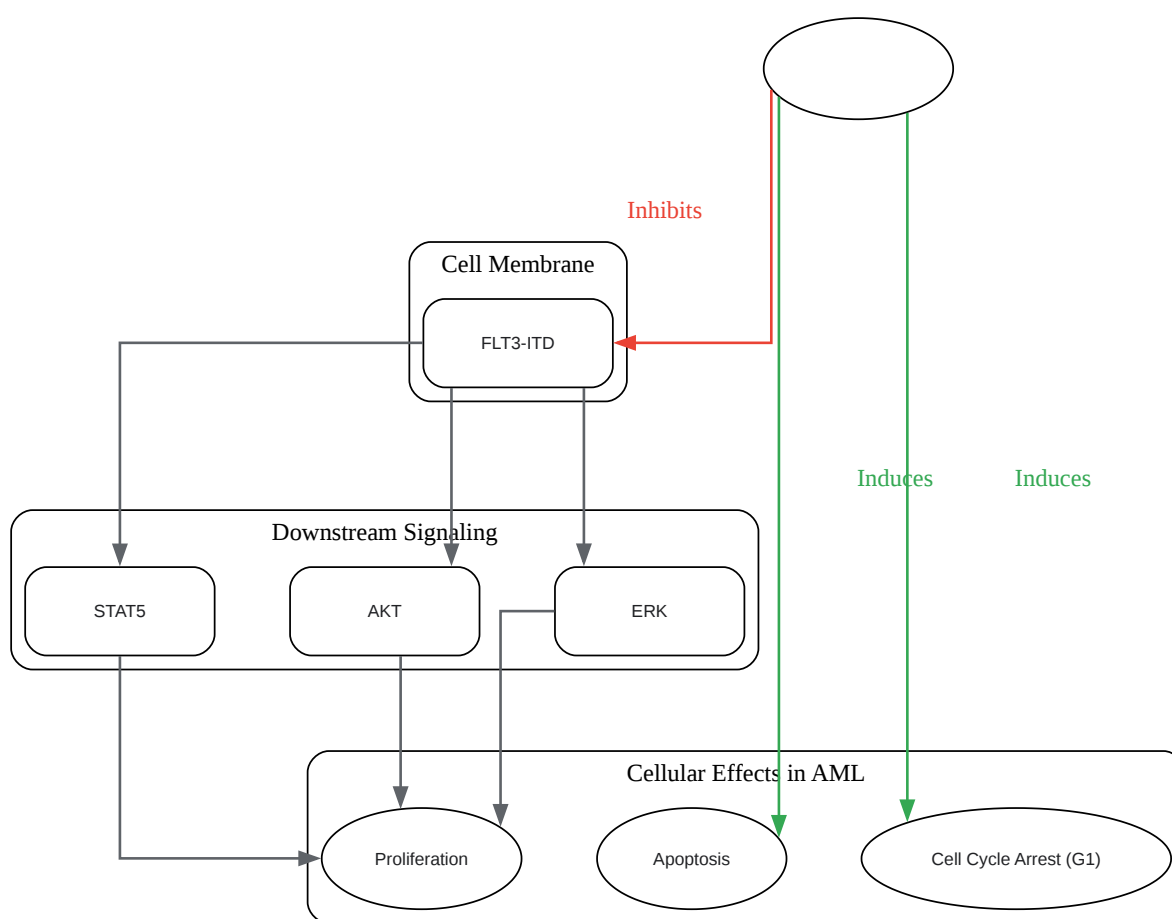 Inhibits
Cell Membrane
FLT3-ITD
Induces
Induces
Downstream Signaling
STAT5
AKT
ERK
Cellular Effects in AML
Proliferation
Apoptosis
Cell Cycle Arrest (G1)